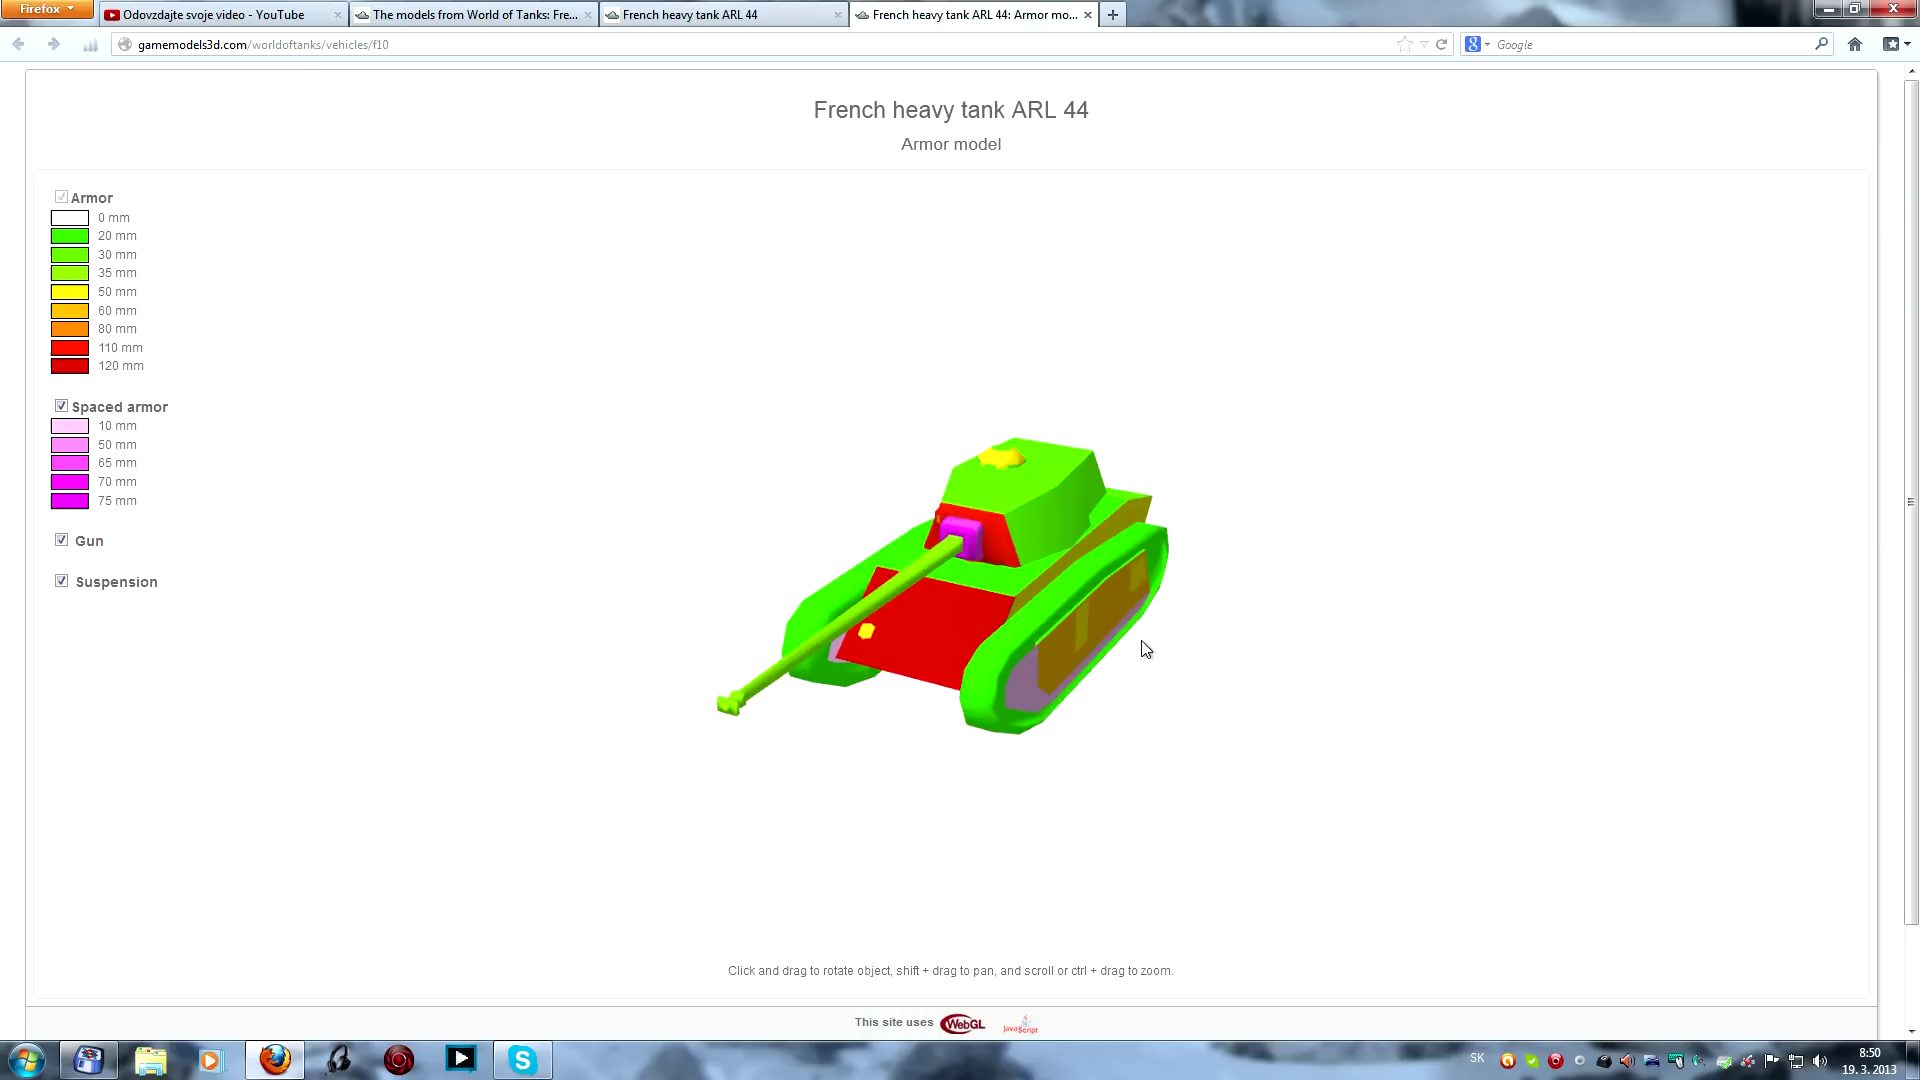 Firefox
Odovzdajte svoje video - YouTube
The models from World of Tanks: Fre...
French heavy tank ARL 44
French heavy tank ARL 44: Armor mo...
gamemodels3d.com/worldoftanks/vehicles/f10
Google
French heavy tank ARL 44
Armor model
Armor
0 mm
20 mm
30 mm
35 mm
50 mm
60 mm
80 mm
110 mm
120 mm
Spaced armor
10 mm
50 mm
65 mm
70 mm
75 mm
Gun
Suspension
Click and drag to rotate object, shift + drag to pan, and scroll or ctrl + drag to zoom.
This site uses WebGL JavaScript
SK
8:50
19. 3. 2013